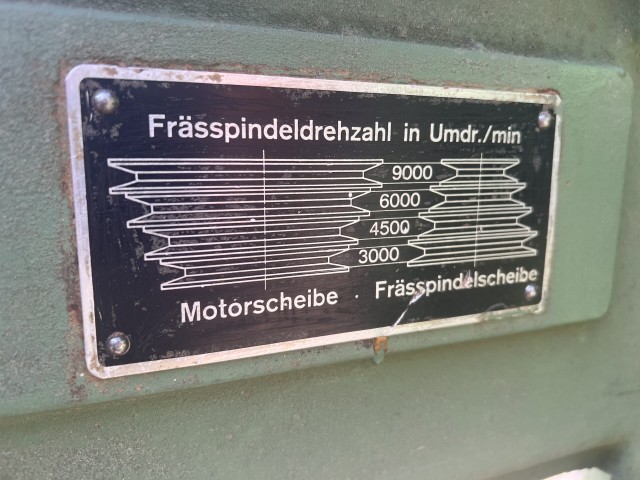 Frässpindeldrehzahl in Umdr./min
9000
6000
4500
3000
Motorscheibe · Frässpindelscheibe